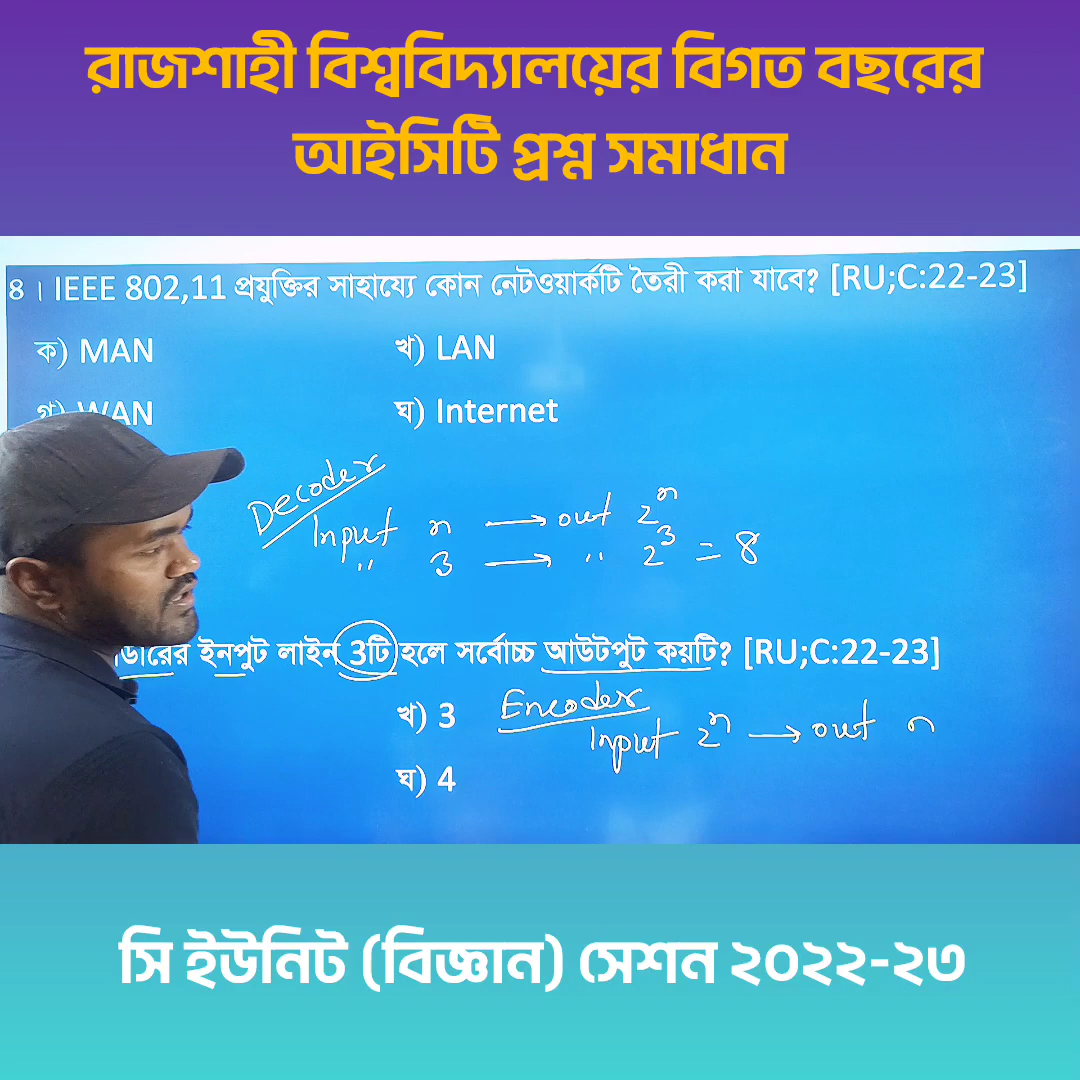 রাজশাহী বিশ্ববিদ্যালয়ের বিগত বছরের
আইসিটি প্রশ্ন সমাধান
8 । IEEE 802,11 প্রযুক্তির সাহায্যে কোন নেটওয়ার্কটি তৈরী করা যাবে? [RU;C:22-23]
ক) MAN খ) LAN
গ) WAN ঘ) Internet
Decoder
Input n → out 2ⁿ
" 3 → " 2³ = 8
ইনপুট লাইন 3টি হলে সর্বোচ্চ আউটপুট কয়টি? [RU;C:22-23]
খ) 3 Encoder
Input 2ⁿ → out n
ঘ) 4
সি ইউনিট (বিজ্ঞান) সেশন ২০২২-২৩